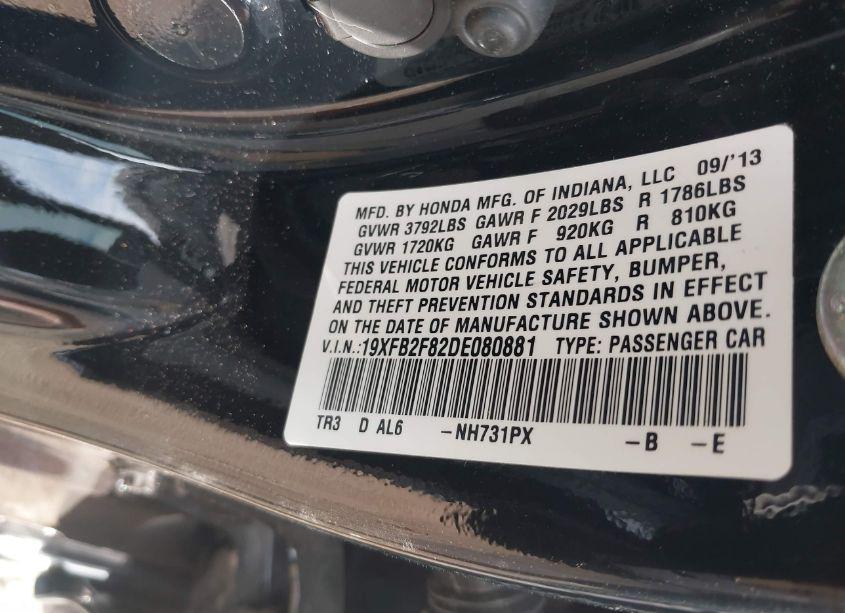 MFD. BY HONDA MFG. OF INDIANA, LLC 09/'13
GVWR 3792LBS GAWR F 2029LBS R 1786LBS
GVWR 1720KG GAWR F 920KG R 810KG
THIS VEHICLE CONFORMS TO ALL APPLICABLE
FEDERAL MOTOR VEHICLE SAFETY, BUMPER,
AND THEFT PREVENTION STANDARDS IN EFFECT
ON THE DATE OF MANUFACTURE SHOWN ABOVE.
V.I.N.:19XFB2F82DE080881 TYPE: PASSENGER CAR
TR3 D AL6 -NH731PX -B -E